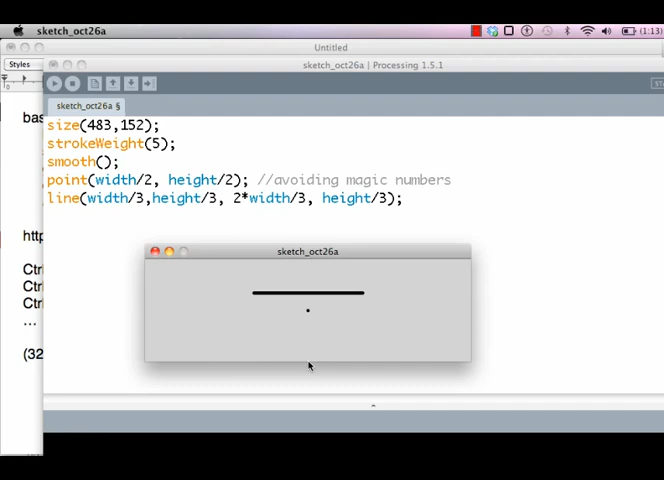 sketch_oct26a
(1:13)
Untitled
Styles
sketch_oct26a | Processing 1.5.1
sketch_oct26a §
size(483,152);
strokeWeight(5);
smooth();
point(width/2, height/2); //avoiding magic numbers
line(width/3,height/3, 2*width/3, height/3);
sketch_oct26a
bas
http
Ctrl
Ctrl
Ctrl
...
(32